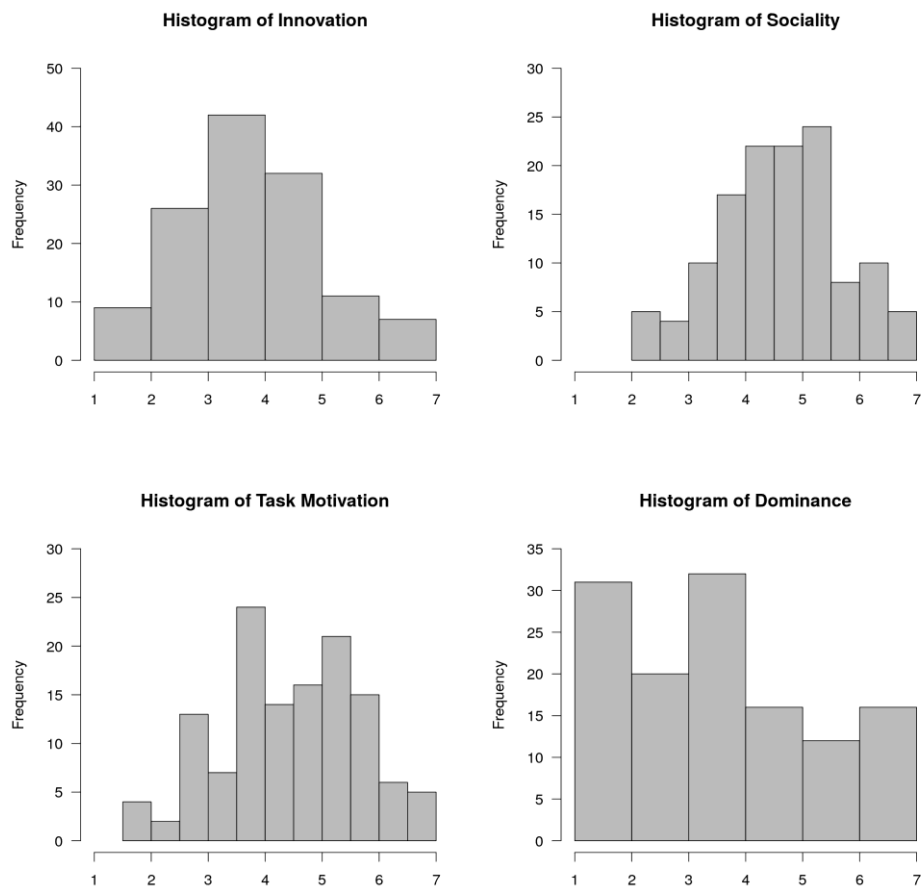 Histogram of Innovation
50
40
30
20
10
0
Frequency
1 2 3 4 5 6 7
Histogram of Sociality
30
25
20
15
10
5
0
Frequency
1 2 3 4 5 6 7
Histogram of Task Motivation
30
25
20
15
10
5
0
Frequency
1 2 3 4 5 6 7
Histogram of Dominance
35
30
25
20
15
10
5
0
Frequency
1 2 3 4 5 6 7